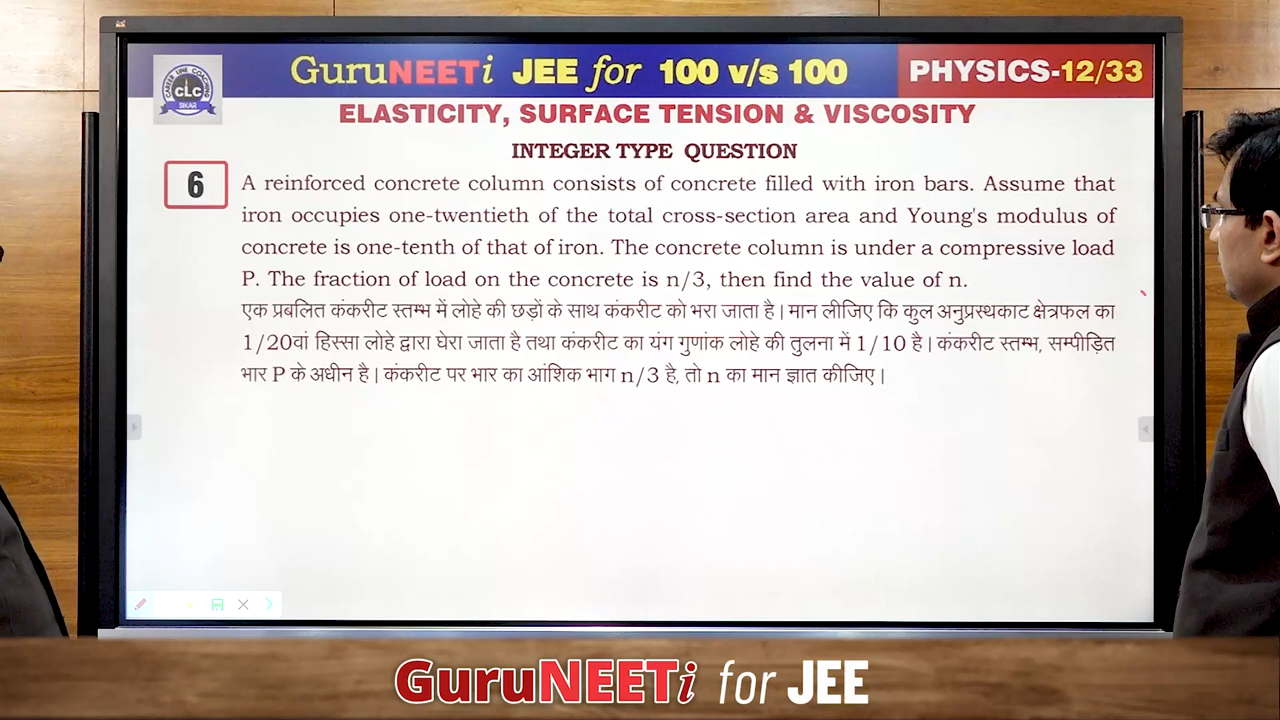 GuruNEETi JEE for 100 v/s 100
PHYSICS-12/33
CLC
SIKAR
ELASTICITY, SURFACE TENSION & VISCOSITY
INTEGER TYPE QUESTION
6
A reinforced concrete column consists of concrete filled with iron bars. Assume that
iron occupies one-twentieth of the total cross-section area and Young's modulus of
concrete is one-tenth of that of iron. The concrete column is under a compressive load
P. The fraction of load on the concrete is n/3, then find the value of n.
एक प्रबलित कंकरीट स्तम्भ में लोहे की छड़ों के साथ कंकरीट को भरा जाता है। मान लीजिए कि कुल अनुप्रस्थकाट क्षेत्रफल का
1/20वां हिस्सा लोहे द्वारा घेरा जाता है तथा कंकरीट का यंग गुणांक लोहे की तुलना में 1/10 है। कंकरीट स्तम्भ, सम्पीड़ित
भार P के अधीन है। कंकरीट पर भार का आंशिक भाग n/3 है, तो n का मान ज्ञात कीजिए।
GuruNEETi for JEE